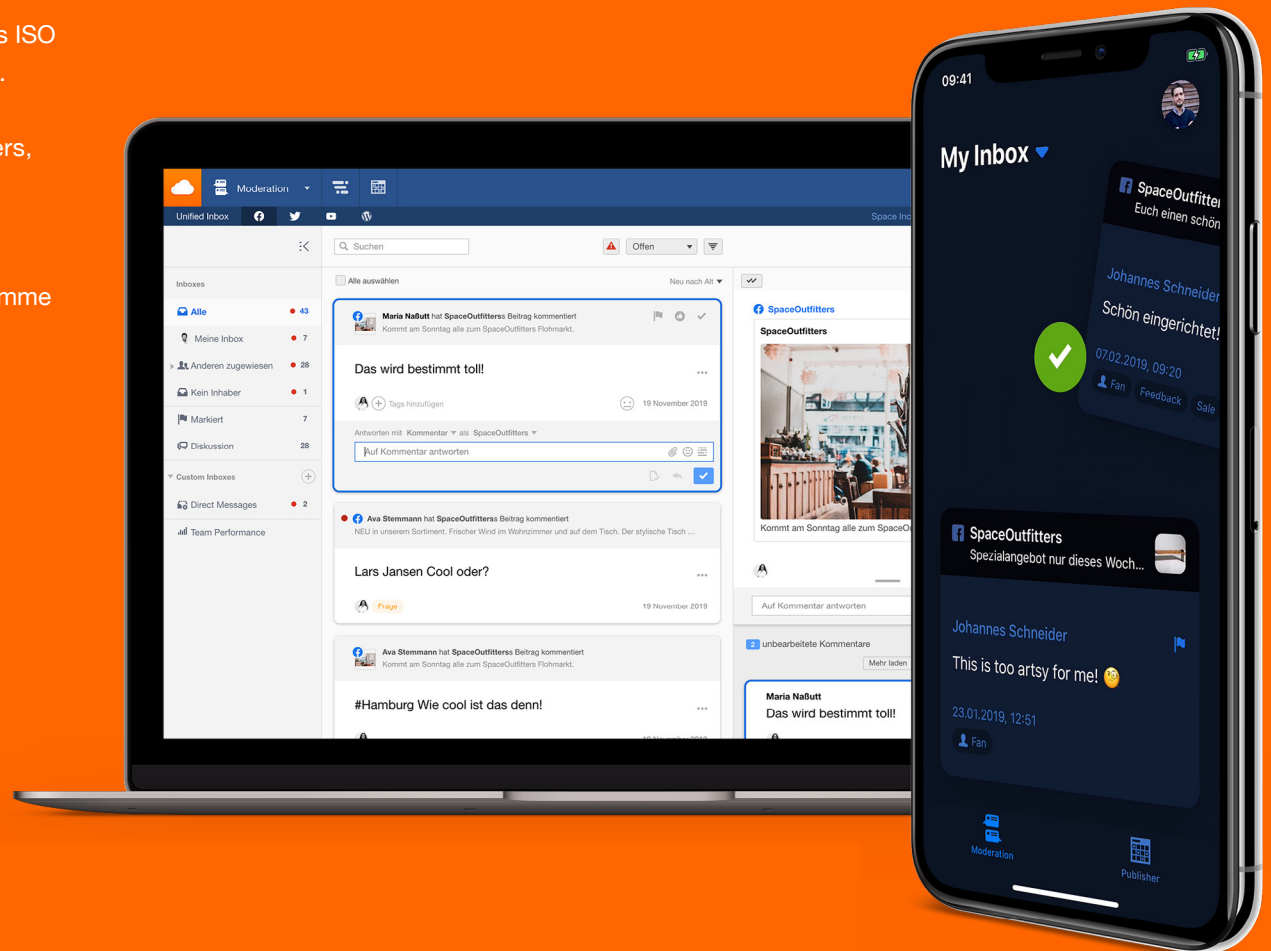 s ISO
.
ers,
mme
Moderation
Unified Inbox
Space Inc
Suchen
Offen
Inboxes
Alle 43
Meine Inbox 7
Anderen zugewiesen 28
Kein Inhaber 1
Markiert 7
Diskussion 28
Custom Inboxes
Direct Messages 2
Team Performance
Alle auswählen
Neu nach Alt
Maria Naßutt hat SpaceOutfitterss Beitrag kommentiert
Kommt am Sonntag alle zum SpaceOutfitters Flohmarkt.
Das wird bestimmt toll!
Tags hinzufügen
19 November 2019
Antworten mit Kommentar als SpaceOutfitters
Auf Kommentar antworten
Ava Stemmann hat SpaceOutfitterss Beitrag kommentiert
NEU in unserem Sortiment. Frischer Wind im Wohnzimmer und auf dem Tisch. Der stylische Tisch ...
Lars Jansen Cool oder?
Frage
19 November 2019
Ava Stemmann hat SpaceOutfitterss Beitrag kommentiert
Kommt am Sonntag alle zum SpaceOutfitters Flohmarkt.
#Hamburg Wie cool ist das denn!
19 November 2019
SpaceOutfitters
SpaceOutfitters
Kommt am Sonntag alle zum SpaceOu
Auf Kommentar antworten
2 unbearbeitete Kommentare
Mehr laden
Maria Naßutt
Das wird bestimmt toll!
09:41
My Inbox
SpaceOutfitte
Euch einen schön
Johannes Schneider
Schön eingerichtet!
07.02.2019, 09:20
Fan Feedback Sale
SpaceOutfitters
Spezialangebot nur dieses Woch...
Johannes Schneider
This is too artsy for me! 🧐
23.01.2019, 12:51
Fan
Moderation
Publisher